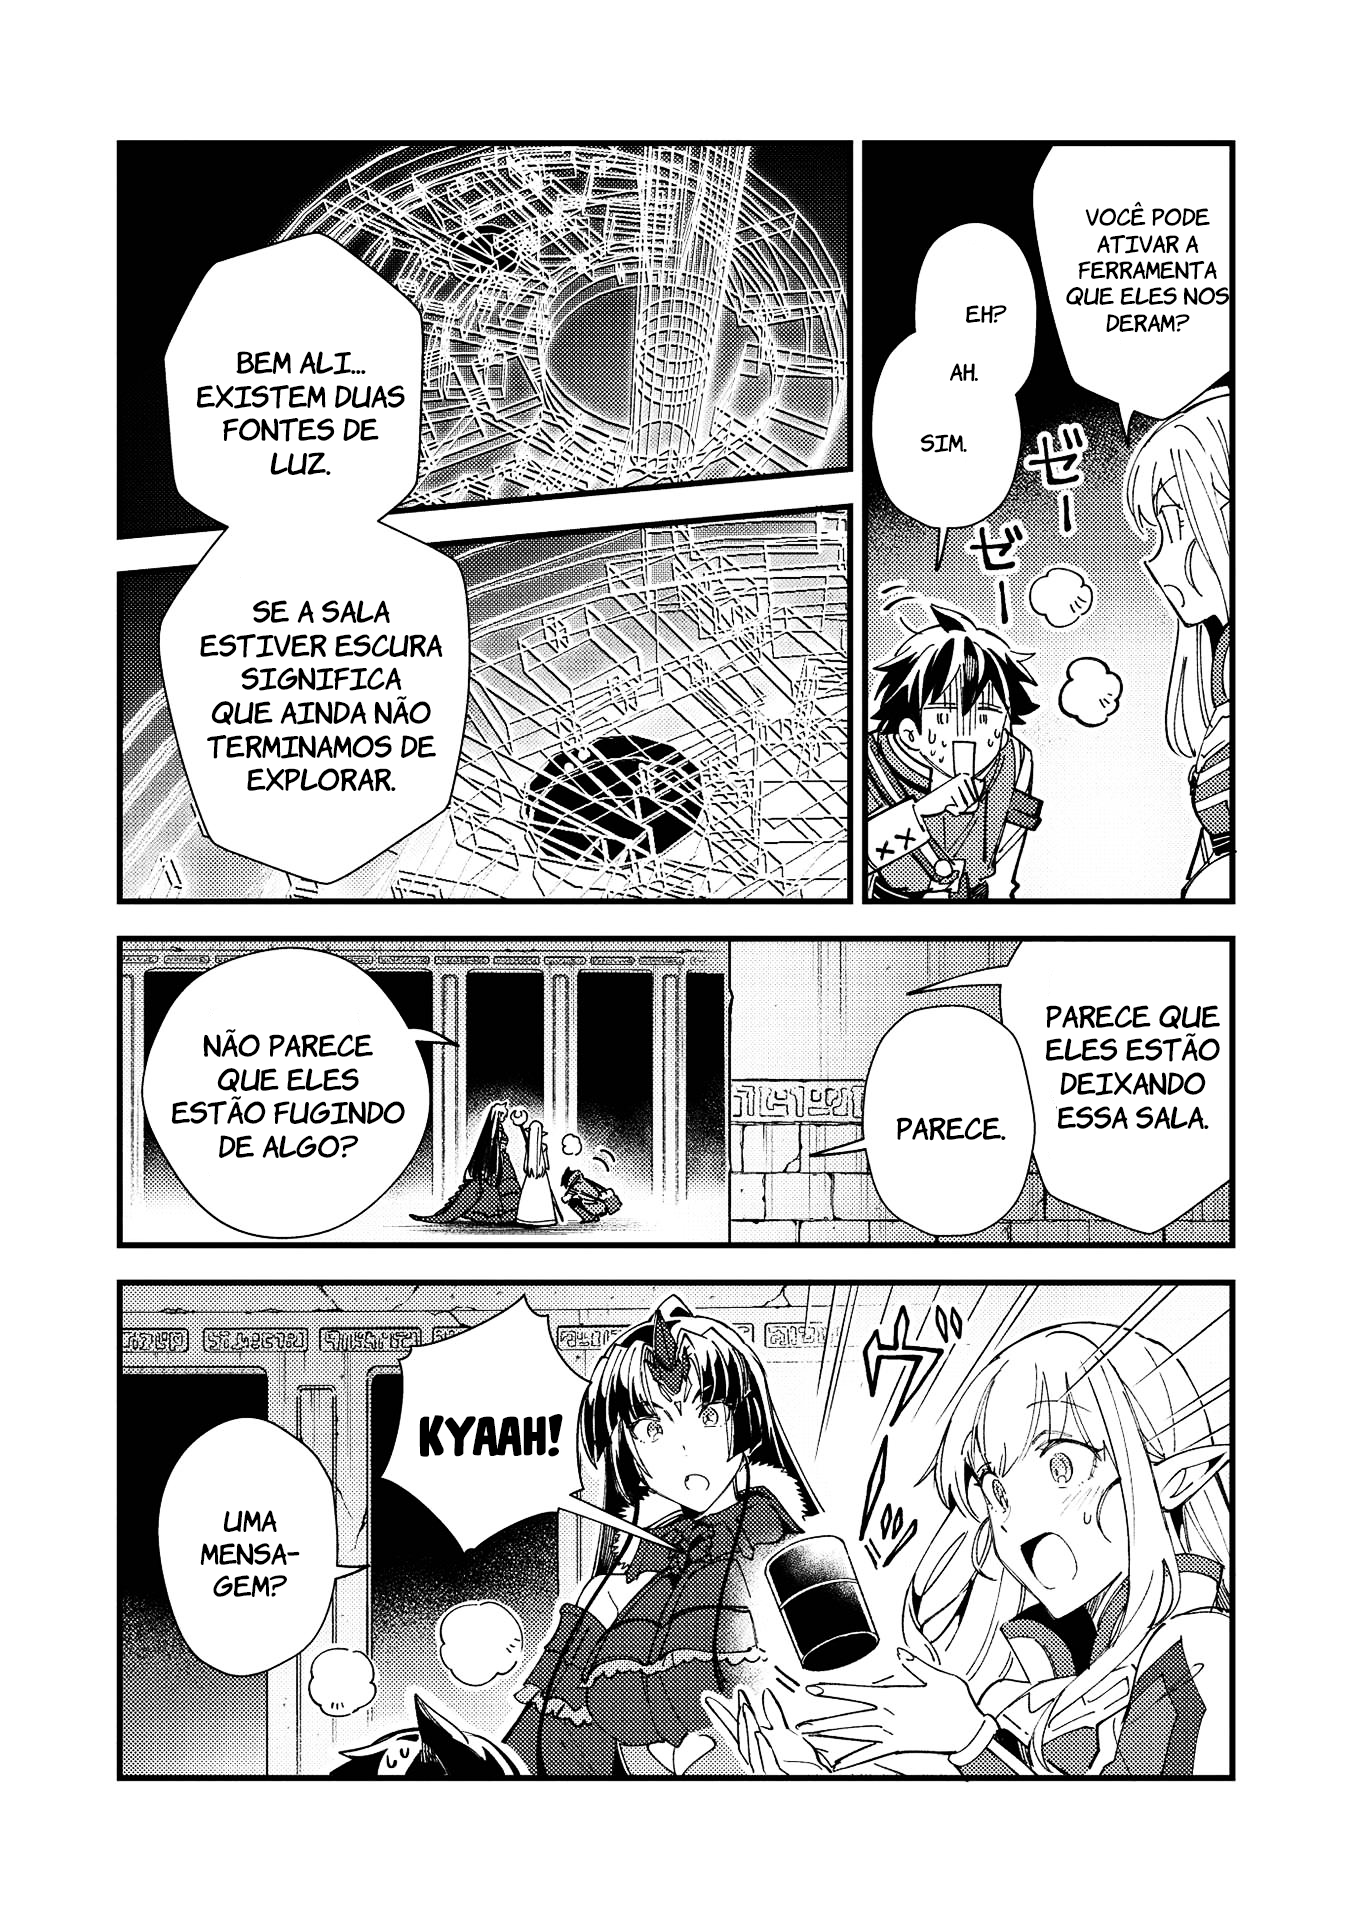 VOCÊ PODE
ATIVAR A
FERRAMENTA
QUE ELES NOS
DERAM?
EH?
AH.
SIM.
ゼー
ゼー
BEM ALI...
EXISTEM DUAS
FONTES DE
LUZ.
SE A SALA
ESTIVER ESCURA
SIGNIFICA
QUE AINDA NÃO
TERMINAMOS DE
EXPLORAR.
PARECE QUE
ELES ESTÃO
DEIXANDO
ESSA SALA.
PARECE.
NÃO PARECE
QUE ELES
ESTÃO FUGINDO
DE ALGO?
ヴヴ
KYAAH!
UMA
MENSA-
GEM?